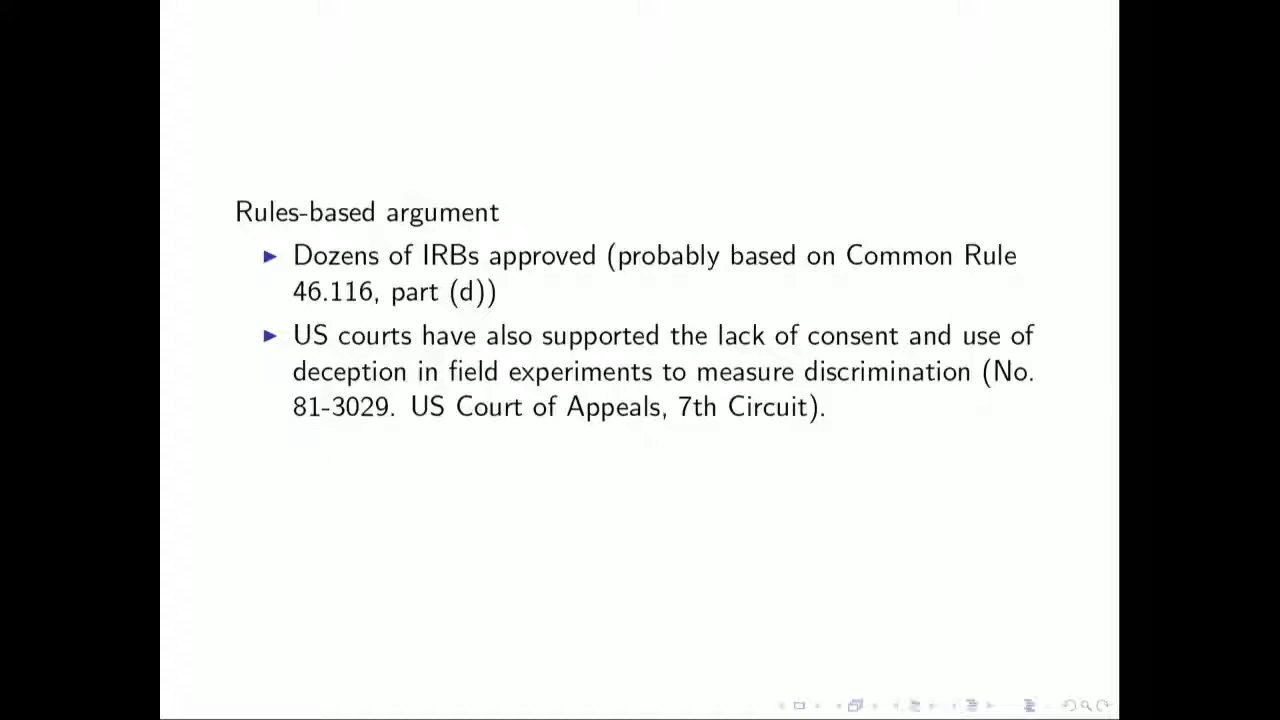 Rules-based argument
Dozens of IRBs approved (probably based on Common Rule
46.116, part (d))
US courts have also supported the lack of consent and use of
deception in field experiments to measure discrimination (No.
81-3029. US Court of Appeals, 7th Circuit).